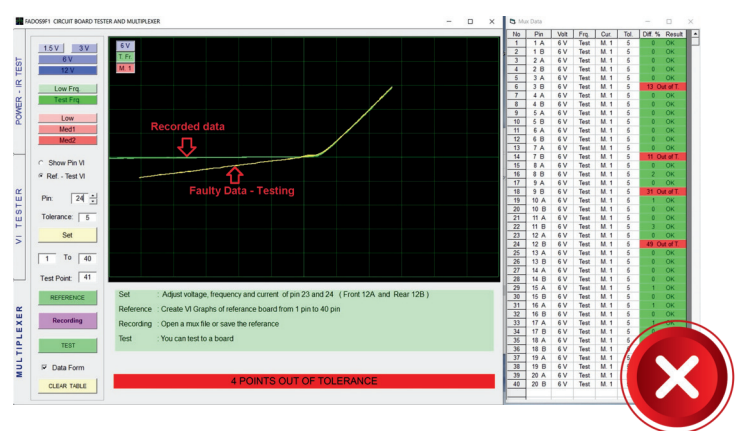 FADOS9F1 CIRCUIT BOARD TESTER AND MULTIPLEXER
POWER - IR TEST
VI TESTER
MULTIPLEXER
1.5 V 3 V
6 V
12 V
Low Frq.
Test Frq.
Low
Med1
Med2
Show Pin VI
Ref. - Test VI
Pin: 24
Tolerance: 5
Set
1 To 40
Test Point: 41
REFERENCE
Recording
TEST
Data Form
CLEAR TABLE
6 V
T. Fr.
M. 1
Recorded data
Faulty Data - Testing
Set : Adjust voltage, frequency and current of pin 23 and 24 ( Front 12A and Rear 12B )
Reference : Create VI Graphs of referance board from 1 pin to 40 pin
Recording : Open a mux file or save the referance
Test : You can test to a board
4 POINTS OUT OF TOLERANCE
Mux Data
No Pin Volt Frq. Cur. Tol. Diff. % Result
1 1 A 6 V Test M. 1 5 0 OK
2 1 B 6 V Test M. 1 5 0 OK
3 2 A 6 V Test M. 1 5 0 OK
4 2 B 6 V Test M. 1 5 0 OK
5 3 A 6 V Test M. 1 5 0 OK
6 3 B 6 V Test M. 1 5 13 Out of T.
7 4 A 6 V Test M. 1 5 0 OK
8 4 B 6 V Test M. 1 5 0 OK
9 5 A 6 V Test M. 1 5 0 OK
10 5 B 6 V Test M. 1 5 0 OK
11 6 A 6 V Test M. 1 5 0 OK
12 6 B 6 V Test M. 1 5 0 OK
13 7 A 6 V Test M. 1 5 0 OK
14 7 B 6 V Test M. 1 5 11 Out of T.
15 8 A 6 V Test M. 1 5 0 OK
16 8 B 6 V Test M. 1 5 2 OK
17 9 A 6 V Test M. 1 5 0 OK
18 9 B 6 V Test M. 1 5 31 Out of T.
19 10 A 6 V Test M. 1 5 1 OK
20 10 B 6 V Test M. 1 5 0 OK
21 11 A 6 V Test M. 1 5 0 OK
22 11 B 6 V Test M. 1 5 3 OK
23 12 A 6 V Test M. 1 5 0 OK
24 12 B 6 V Test M. 1 5 49 Out of T.
25 13 A 6 V Test M. 1 5 0 OK
26 13 B 6 V Test M. 1 5 0 OK
27 14 A 6 V Test M. 1 5 0 OK
28 14 B 6 V Test M. 1 5 0 OK
29 15 A 6 V Test M. 1 5 1 OK
30 15 B 6 V Test M. 1 5 0 OK
31 16 A 6 V Test M. 1 5 1 OK
32 16 B 6 V Test M. 1 5 0 OK
33 17 A 6 V Test M. 1 5 1 OK
34 17 B 6 V Test M. 1 5
35 18 A 6 V Test M. 1 5
36 18 B 6 V Test M. 1
37 19 A 6 V Test M. 1
38 19 B 6 V Test M. 1
39 20 A 6 V Test M. 1
40 20 B 6 V Test M. 1